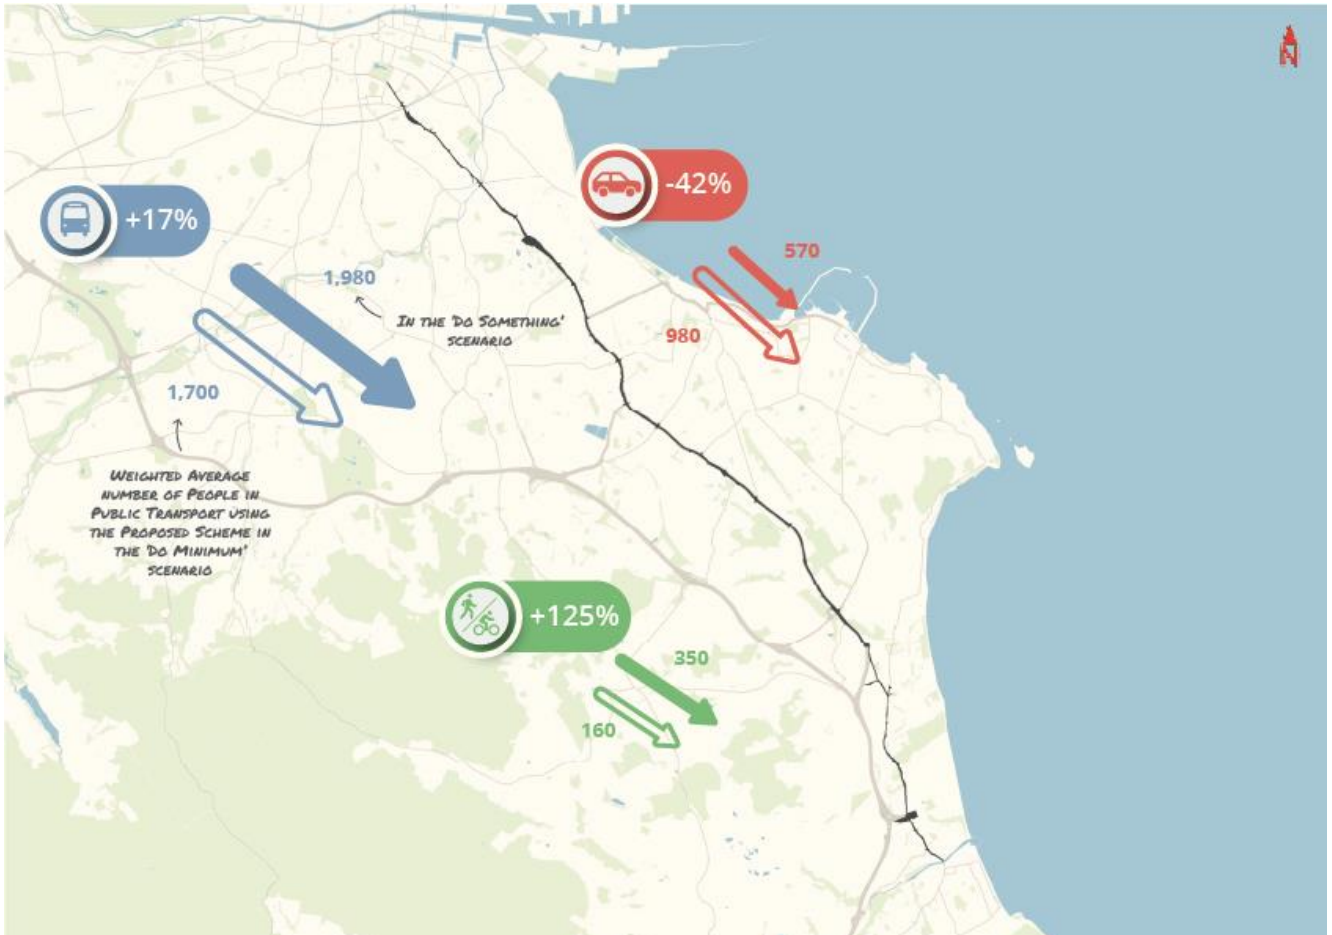 N
-42%
+17%
570
1,980
IN THE 'DO SOMETHING'
SCENARIO
980
1,700
WEIGHTED AVERAGE
NUMBER OF PEOPLE IN
PUBLIC TRANSPORT USING
THE PROPOSED SCHEME IN
THE 'DO MINIMUM'
SCENARIO
+125%
350
160